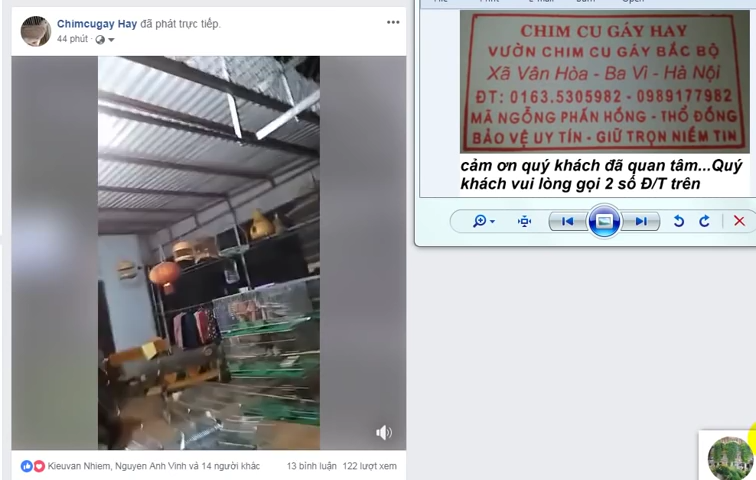 Chimcugay Hay đã phát trực tiếp.
44 phút ·
CHIM CU GÁY HAY
VƯỜN CHIM CU GÁY BẮC BỘ
Xã Vân Hòa - Ba Vì - Hà Nội
ĐT: 0163.5305982 - 0989177982
MÃ NGỖNG PHẤN HỒNG - THỔ ĐỒNG
BẢO VỆ UY TÍN - GIỮ TRỌN NIỀM TIN
cảm ơn quý khách đã quan tâm...Quý
khách vui lòng gọi 2 số Đ/T trên
Kieuvan Nhiem, Nguyen Anh Vinh và 14 người khác
13 bình luận 122 lượt xem